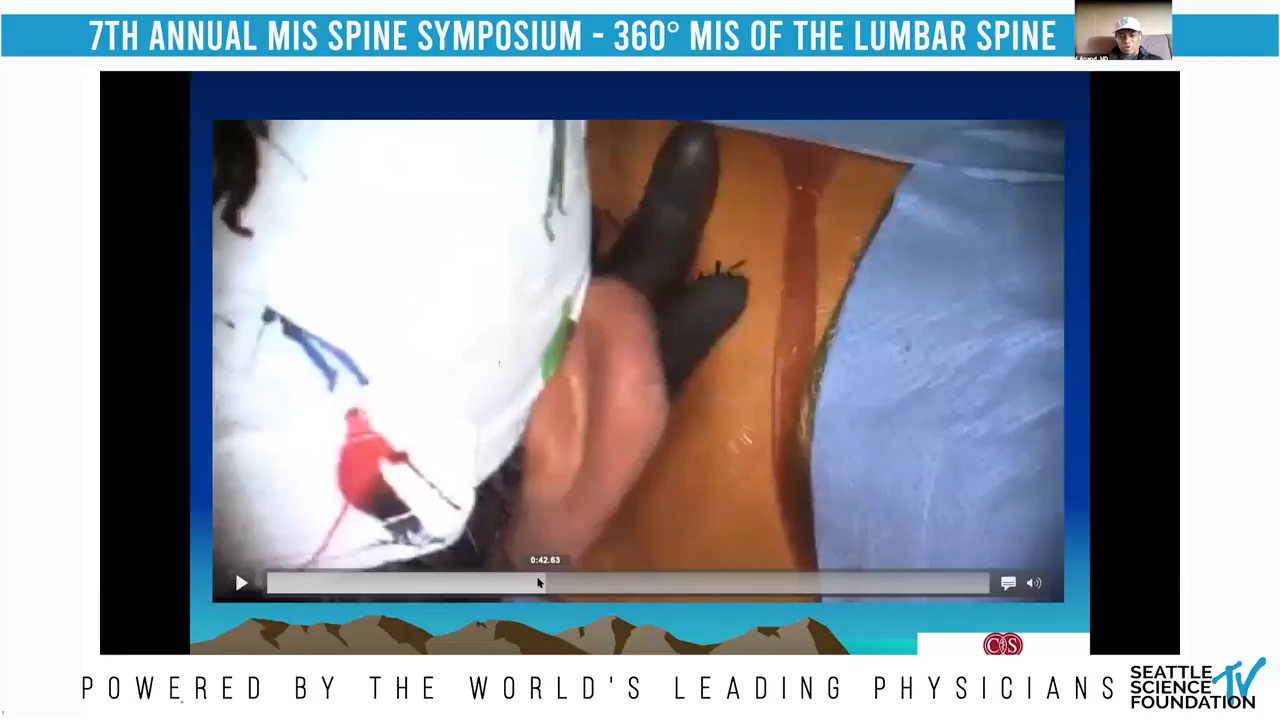 7TH ANNUAL MIS SPINE SYMPOSIUM - 360° MIS OF THE LUMBAR SPINE
0:42.63
CS
POWERED BY THE WORLD'S LEADING PHYSICIANS
SEATTLE
SCIENCE
FOUNDATION
TV